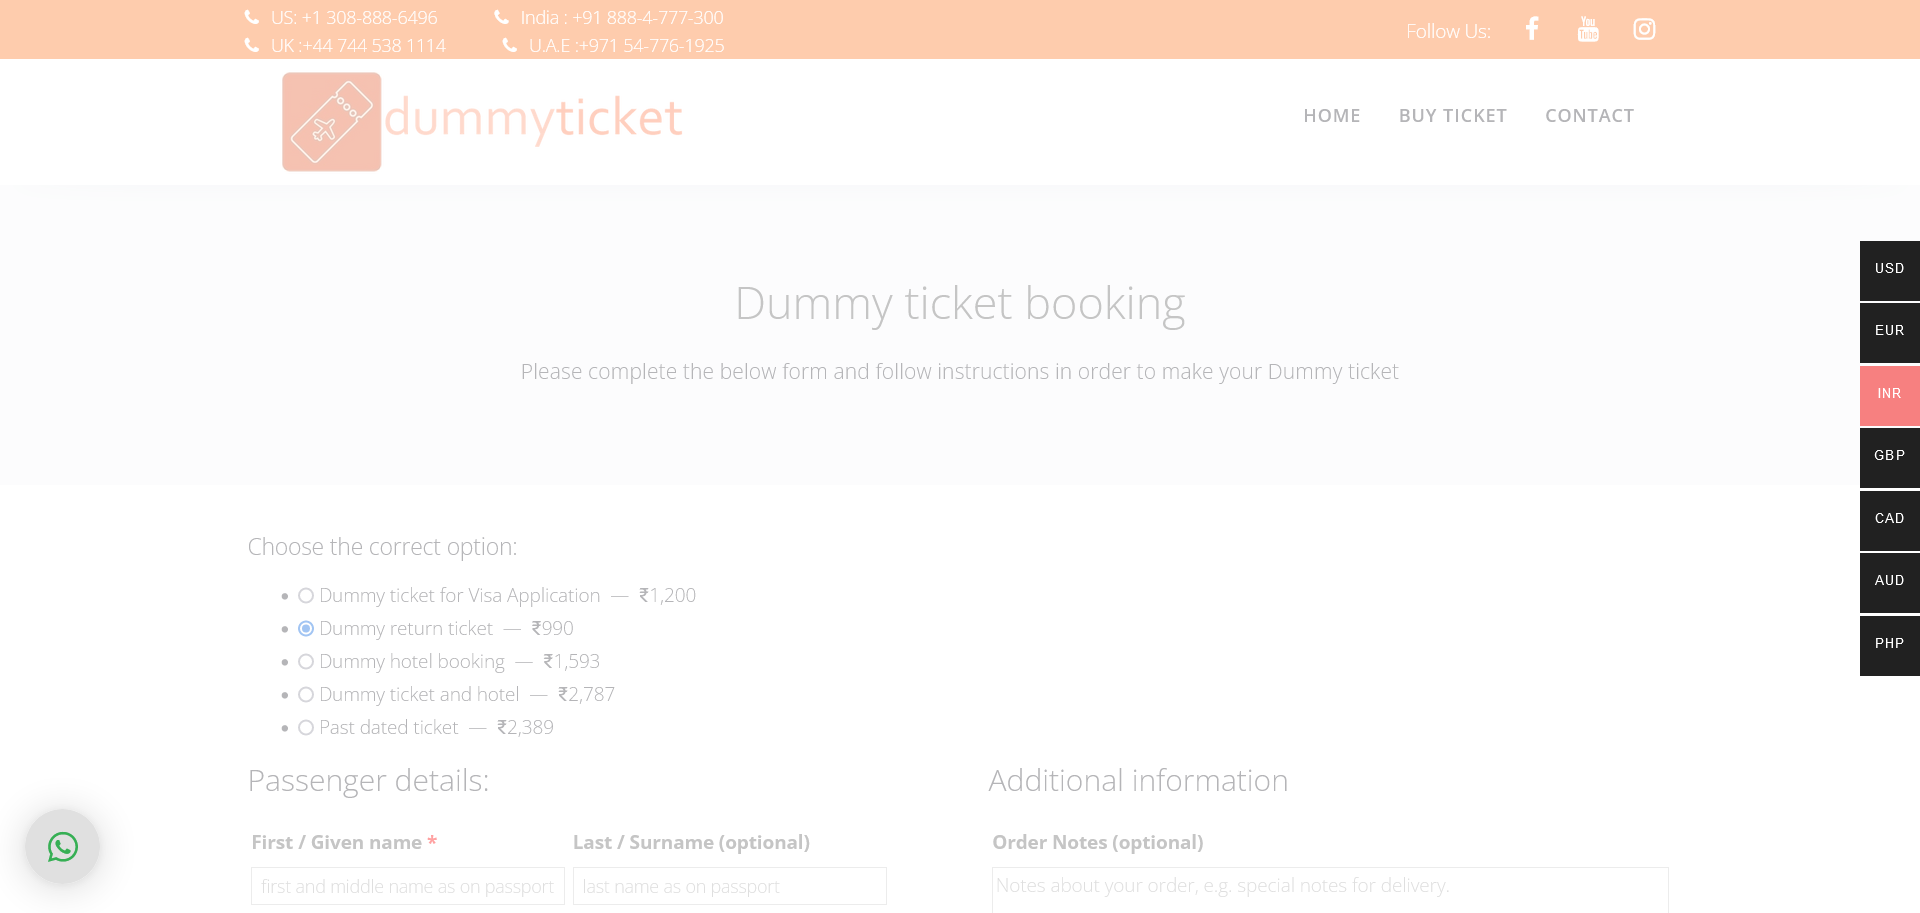 US: +1 308-888-6496
India : +91 888-4-777-300
UK :+44 744 538 1114
U.A.E :+971 54-776-1925
Follow Us:
You Tube
dummyticket
HOME BUY TICKET CONTACT
Dummy ticket booking
Please complete the below form and follow instructions in order to make your Dummy ticket
USD
EUR
INR
GBP
CAD
AUD
PHP
Choose the correct option:
Dummy ticket for Visa Application — ₹1,200
Dummy return ticket — ₹990
Dummy hotel booking — ₹1,593
Dummy ticket and hotel — ₹2,787
Past dated ticket — ₹2,389
Passenger details:
First / Given name *
Last / Surname (optional)
first and middle name as on passport
last name as on passport
Additional information
Order Notes (optional)
Notes about your order, e.g. special notes for delivery.